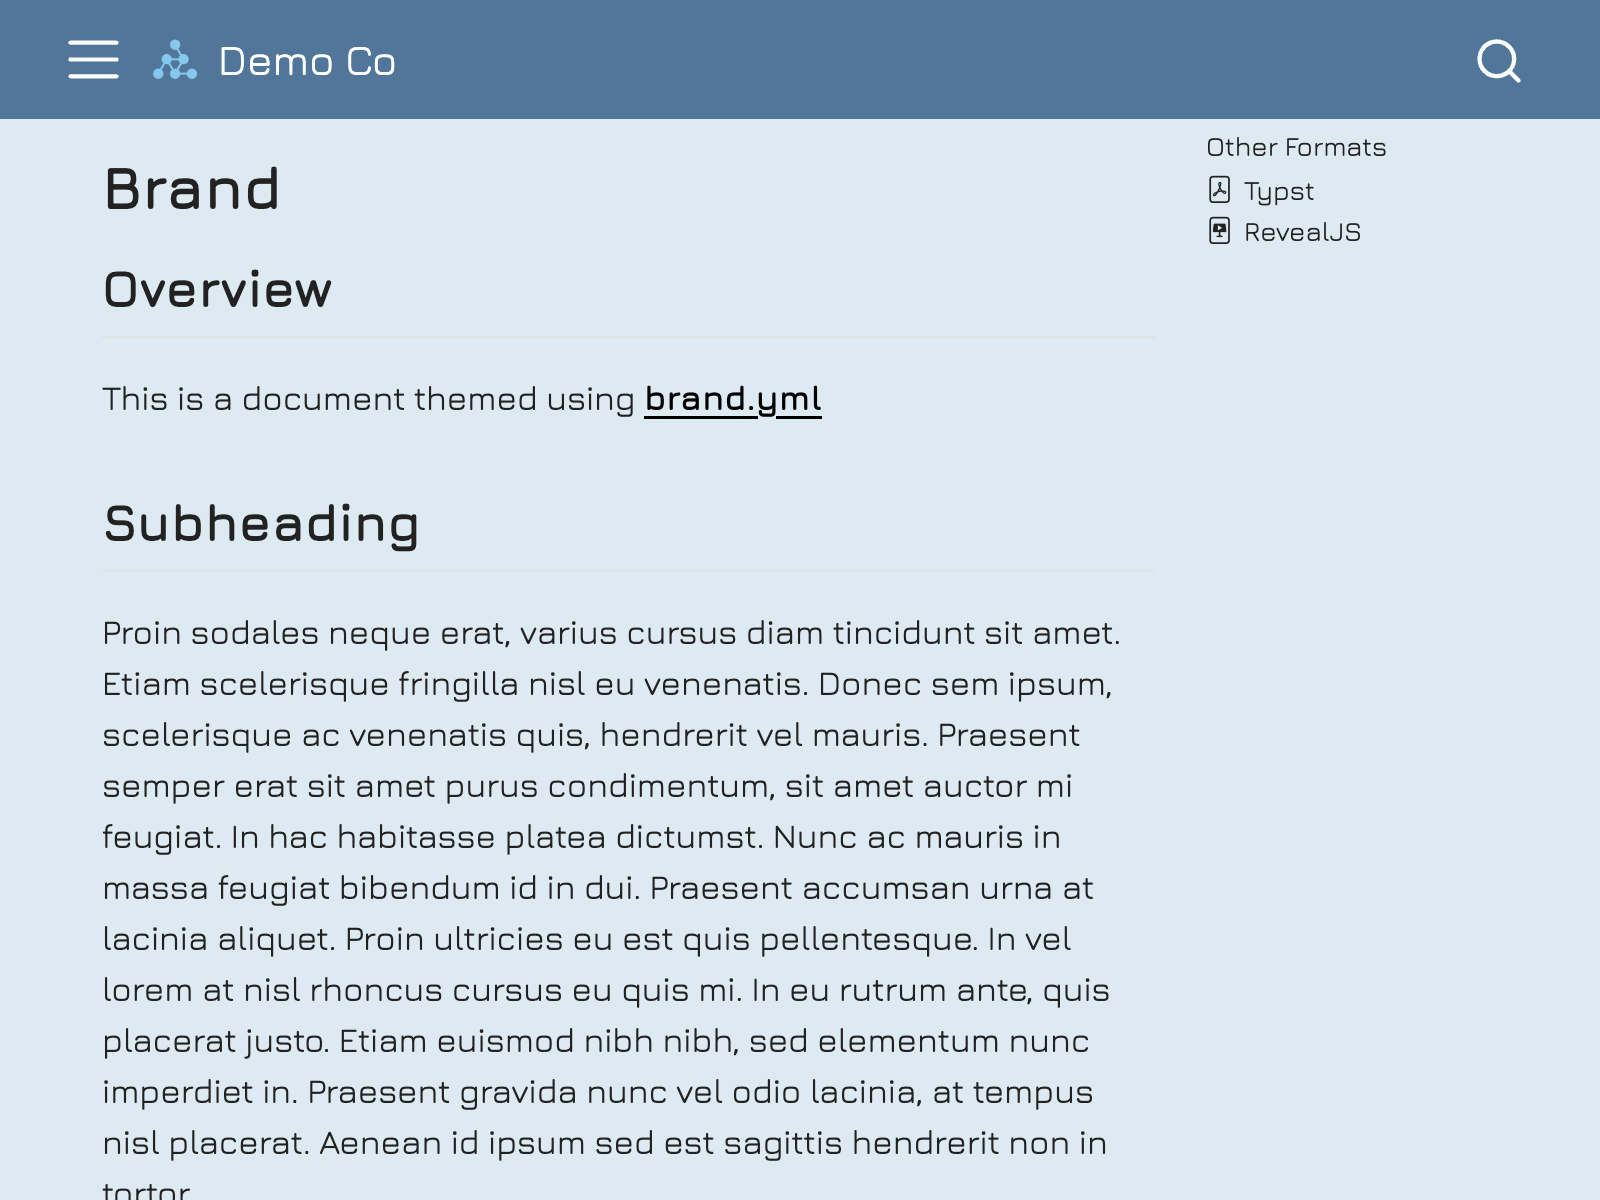 Demo Co
Brand
Other Formats
Typst
RevealJS
Overview
This is a document themed using brand.yml
Subheading
Proin sodales neque erat, varius cursus diam tincidunt sit amet.
Etiam scelerisque fringilla nisl eu venenatis. Donec sem ipsum,
scelerisque ac venenatis quis, hendrerit vel mauris. Praesent
semper erat sit amet purus condimentum, sit amet auctor mi
feugiat. In hac habitasse platea dictumst. Nunc ac mauris in
massa feugiat bibendum id in dui. Praesent accumsan urna at
lacinia aliquet. Proin ultricies eu est quis pellentesque. In vel
lorem at nisl rhoncus cursus eu quis mi. In eu rutrum ante, quis
placerat justo. Etiam euismod nibh nibh, sed elementum nunc
imperdiet in. Praesent gravida nunc vel odio lacinia, at tempus
nisl placerat. Aenean id ipsum sed est sagittis hendrerit non in
tortor.